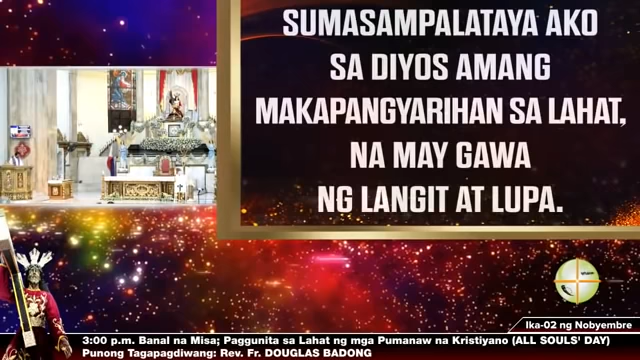 SUMASAMPALATAYA AKO
SA DIYOS AMANG
MAKAPANGYARIHAN SA LAHAT,
NA MAY GAWA
NG LANGIT AT LUPA.
Ika-02 ng Nobyembre
3:00 p.m. Banal na Misa; Paggunita sa Lahat ng mga Pumanaw na Kristiyano (ALL SOULS' DAY)
Punong Tagapagdiwang: Rev. Fr. DOUGLAS BADONG